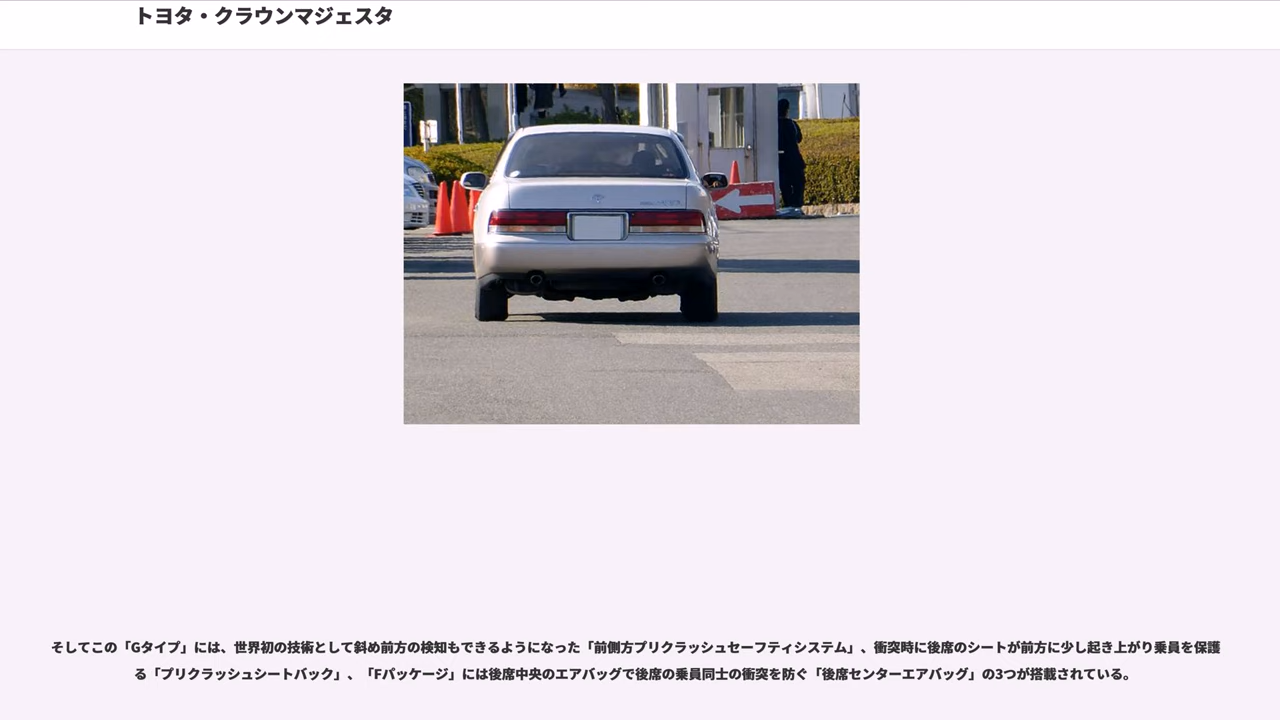 トヨタ・クラウンマジェスタ
そしてこの「Gタイプ」には、世界初の技術として斜め前方の検知もできるようになった「前側方プリクラッシュセーフティシステム」、衝突時に後席のシートが前方に少し起き上がり乗員を保護
る「プリクラッシュシートバック」、「Fパッケージ」には後席中央のエアバッグで後席の乗員同士の衝突を防ぐ「後席センターエアバッグ」の3つが搭載されている。